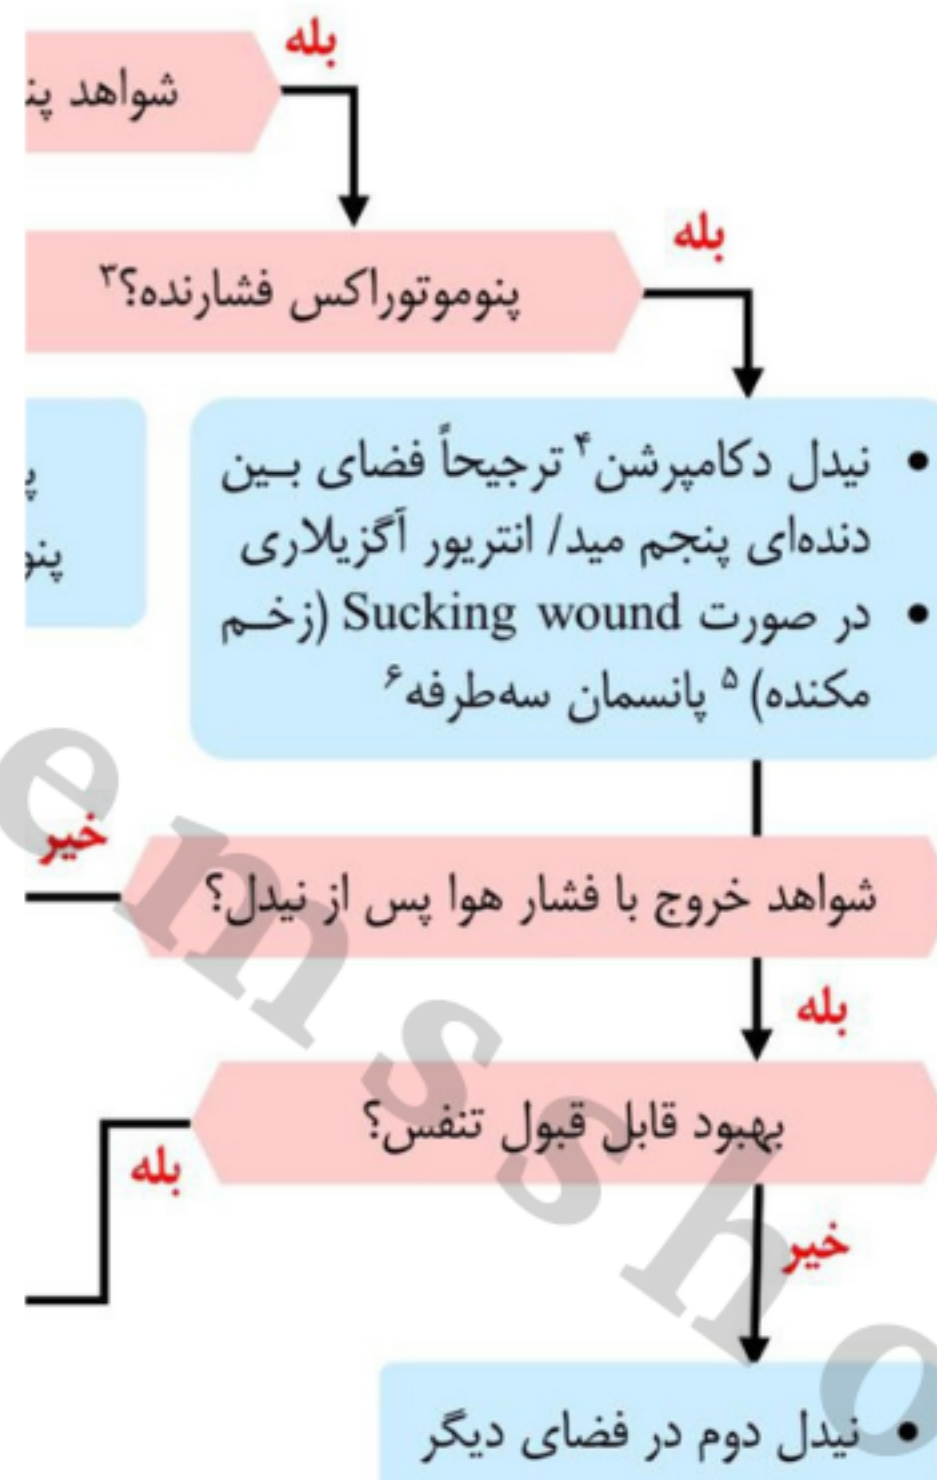 بله
شواهد
بله
پنوموتوراکس فشارنده؟۳
• نیدل دکامپرشن۴ ترجیحاً فضای بین
دنده‌ای پنجم مید/ انتریور آگزیلاری
• در صورت Sucking wound (زخم
مکنده)۵ پانسمان سه‌طرفه۶
خیر
شواهد خروج با فشار هوا پس از نیدل؟
بله
بهبود قابل قبول تنفس؟
بله
خیر
• نیدل دوم در فضای دیگر
emssho